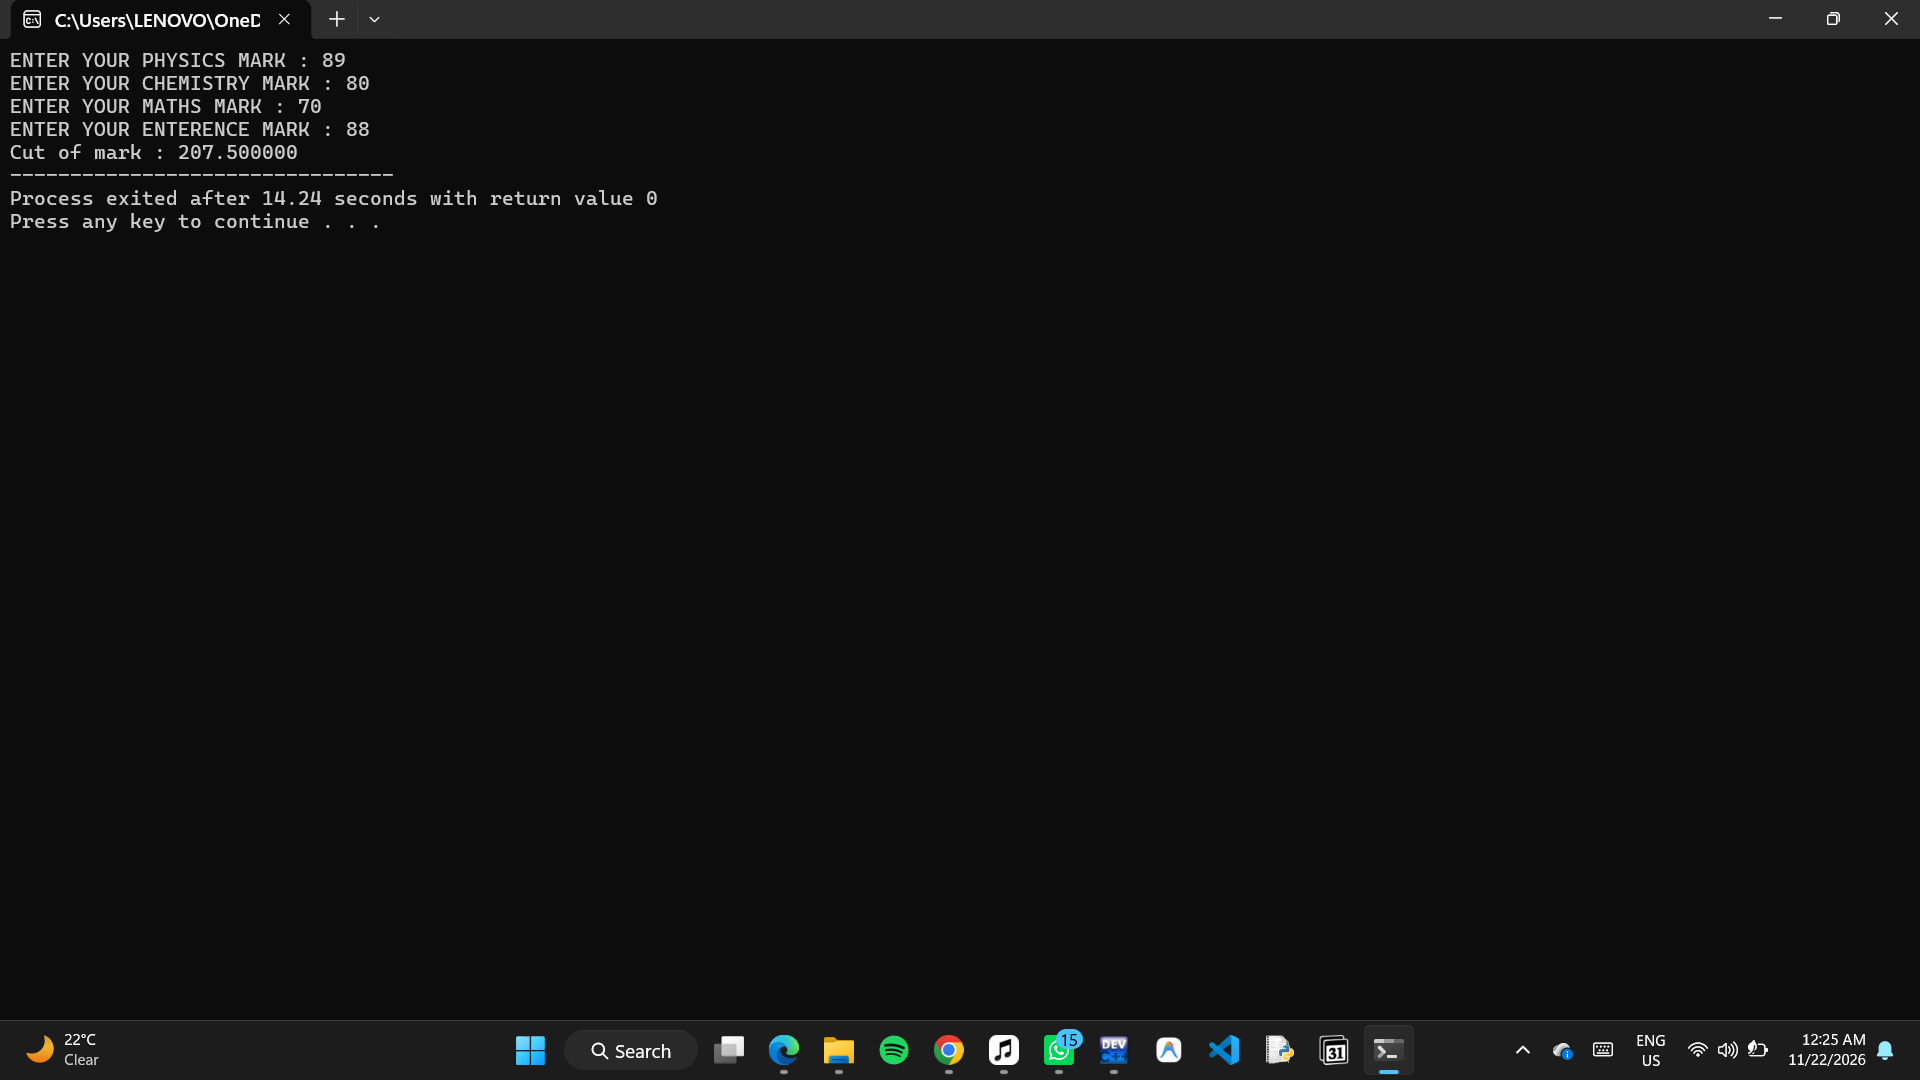 C:\Users\LENOVO\OneD
ENTER YOUR PHYSICS MARK : 89
ENTER YOUR CHEMISTRY MARK : 80
ENTER YOUR MATHS MARK : 70
ENTER YOUR ENTERENCE MARK : 88
Cut of mark : 207.500000
--------------------------------
Process exited after 14.24 seconds with return value 0
Press any key to continue . . .
22°C
Clear
Search
15
DEV
C++
31
ENG
US
12:25 AM
11/22/2026